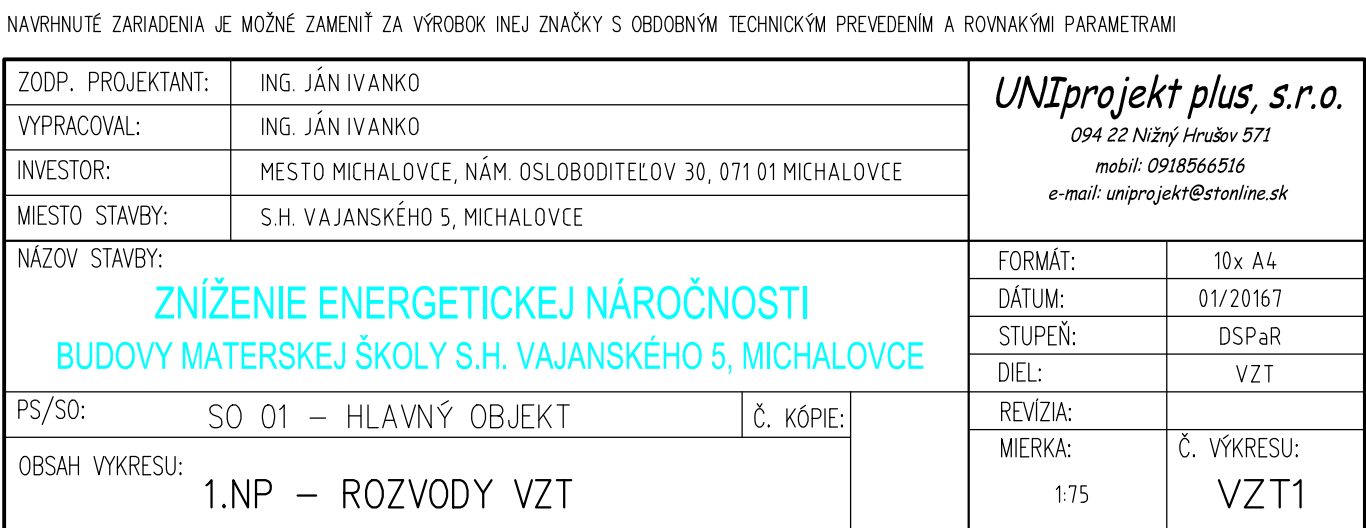 NAVRHNUTÉ ZARIADENIA JE MOŽNÉ ZAMENIŤ ZA VÝROBOK INEJ ZNAČKY S OBDOBNÝM TECHNICKÝM PREVEDENÍM A ROVNAKÝMI PARAMETRAMI
ZODP. PROJEKTANT: ING. JÁN IVANKO
VYPRACOVAL: ING. JÁN IVANKO
INVESTOR: MESTO MICHALOVCE, NÁM. OSLOBODITEĽOV 30, 071 01 MICHALOVCE
MIESTO STAVBY: S.H. VAJANSKÉHO 5, MICHALOVCE
UNIprojekt plus, s.r.o.
094 22 Nižný Hrušov 571
mobil: 0918566516
e-mail: uniprojekt@stonline.sk
NÁZOV STAVBY:
ZNÍŽENIE ENERGETICKEJ NÁROČNOSTI
BUDOVY MATERSKEJ ŠKOLY S.H. VAJANSKÉHO 5, MICHALOVCE
FORMÁT: 10x A4
DÁTUM: 01/20167
STUPEŇ: DSPaR
DIEL: VZT
PS/SO: SO 01 – HLAVNÝ OBJEKT Č. KÓPIE:
REVÍZIA:
OBSAH VYKRESU:
1.NP – ROZVODY VZT
MIERKA: Č. VÝKRESU:
1:75 VZT1